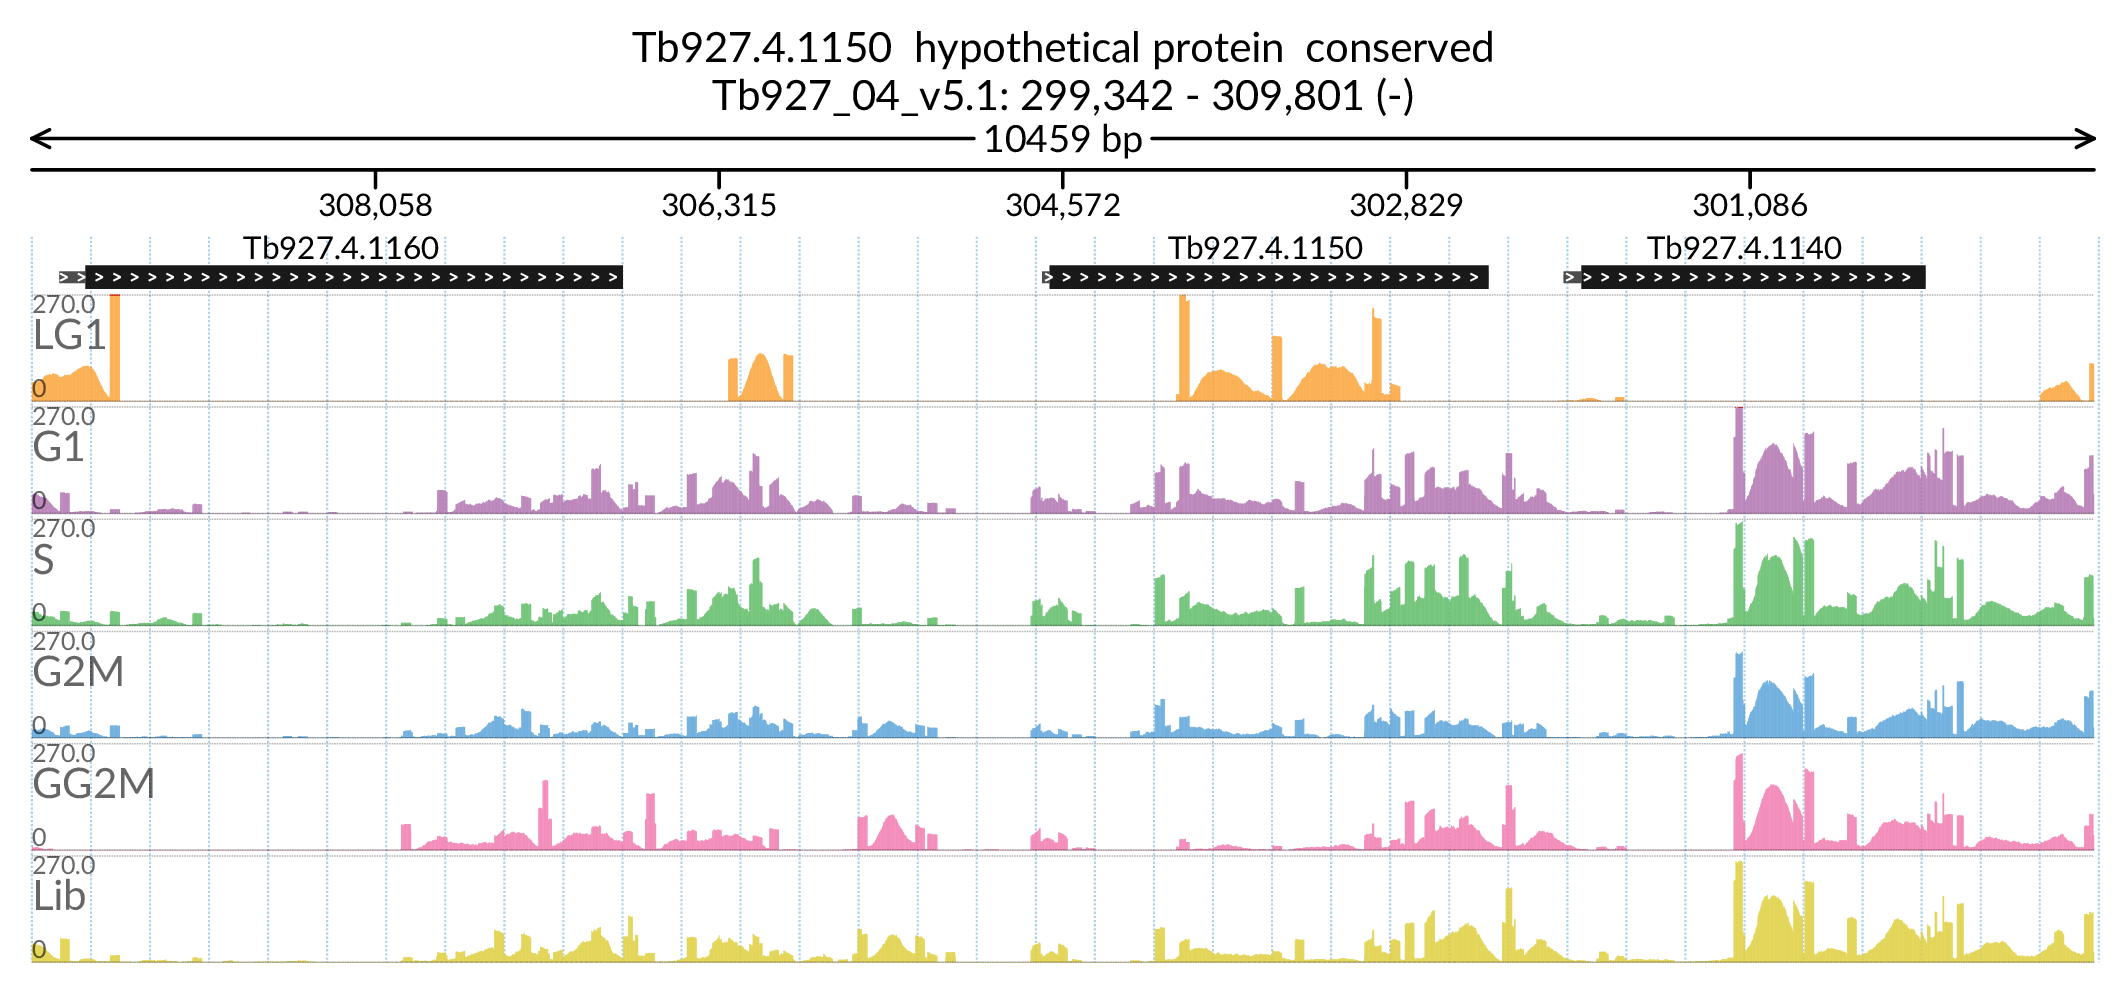 Tb927.4.1150  hypothetical protein  conserved
Tb927_04_v5.1: 299,342 - 309,801 (-)
10459 bp
308,058 306,315 304,572 302,829 301,086
Tb927.4.1160 Tb927.4.1150 Tb927.4.1140
270.0
LG1
0
270.0
G1
0
270.0
S
0
270.0
G2M
0
270.0
GG2M
0
270.0
Lib
0